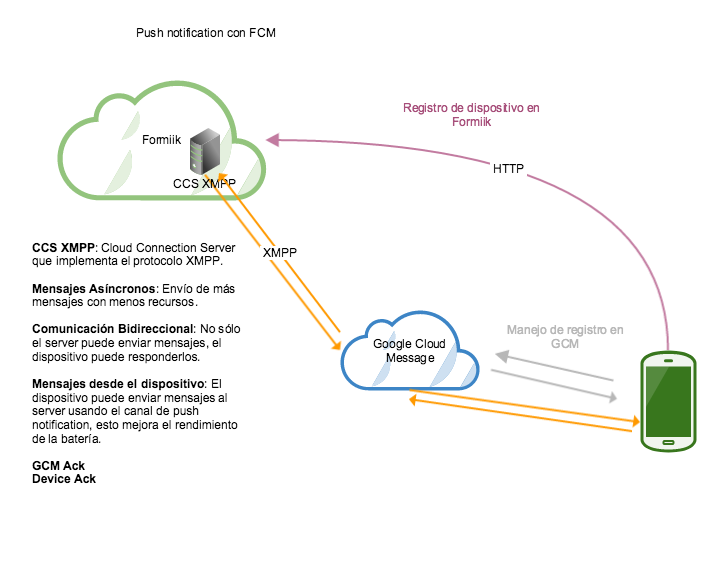 Push notification con FCM
Registro de dispositivo en
Formiik
Formiik
HTTP
CCS XMPP
CCS XMPP: Cloud Connection Server
que implementa el protocolo XMPP.
XMPP
Mensajes Asíncronos: Envío de más
mensajes con menos recursos.
Comunicación Bidireccional: No sólo
el server puede enviar mensajes, el
dispositivo puede responderlos.
Google Cloud
Message
Manejo de registro en
GCM
Mensajes desde el dispositivo: El
dispositivo puede enviar mensajes al
server usando el canal de push
notification, esto mejora el rendimiento
de la batería.
GCM Ack
Device Ack